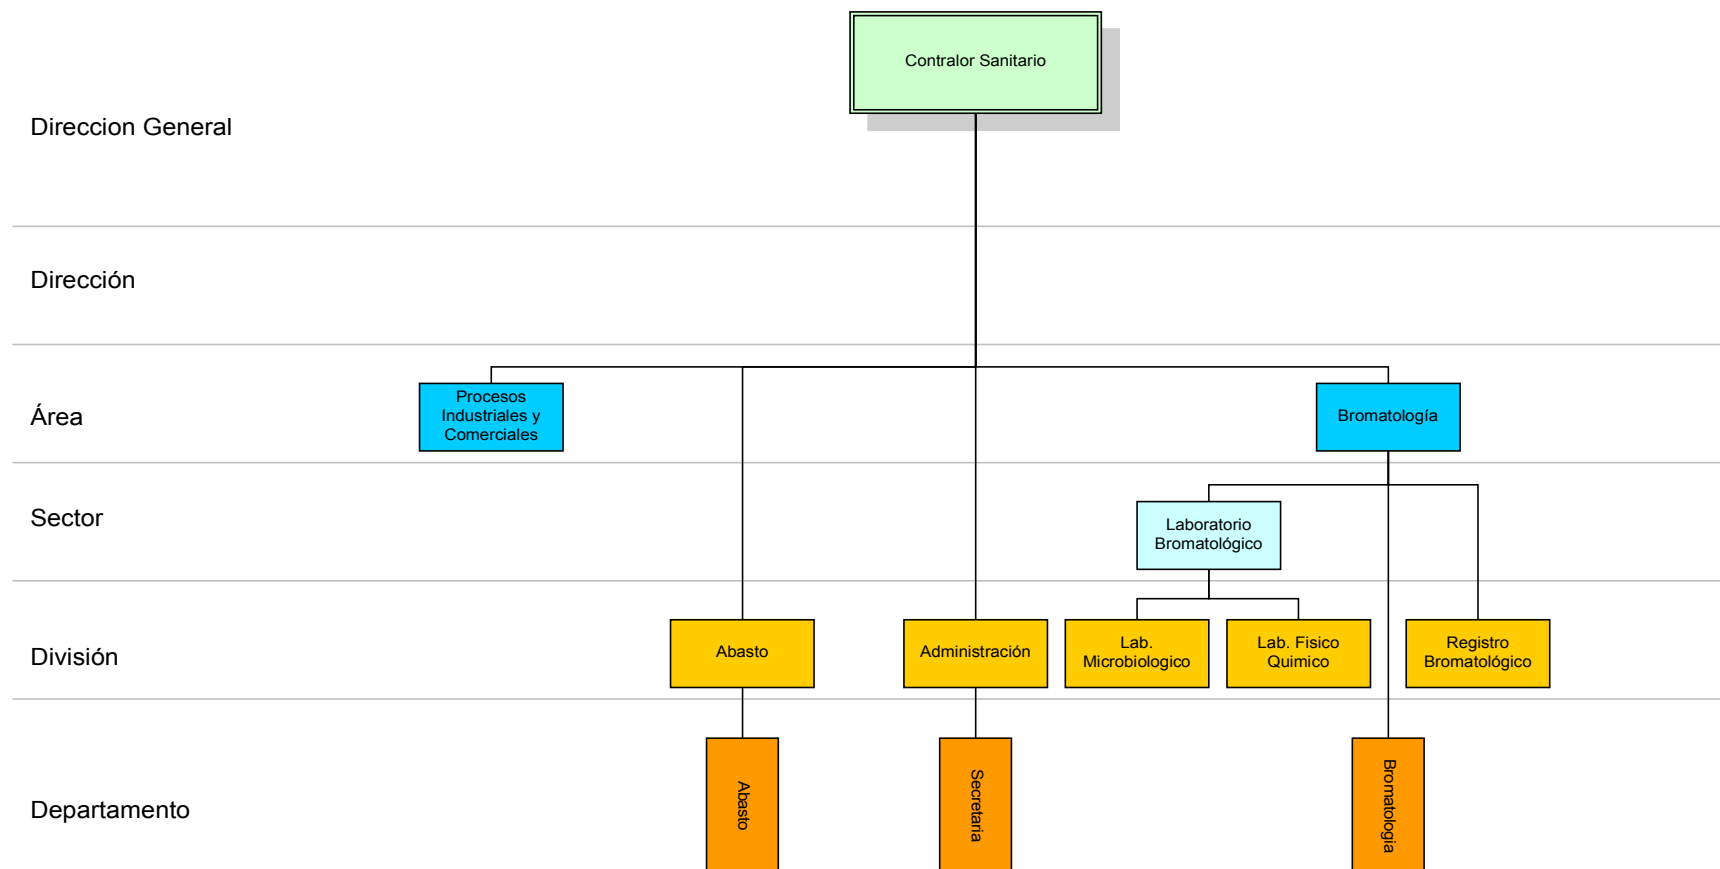 Contralor Sanitario
Direccion General
Dirección
Área
Procesos
Industriales y
Comerciales
Bromatología
Sector
Laboratorio
Bromatológico
División
Abasto
Administración
Lab.
Microbiologico
Lab. Fisico
Quimico
Registro
Bromatológico
Departamento
Abasto
Secretaria
Bromatologia